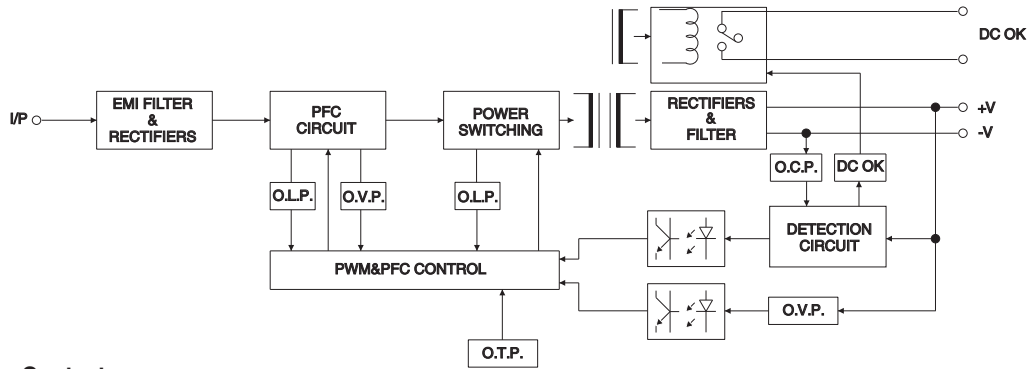 DC OK
I/P
EMI FILTER
&
RECTIFIERS
PFC
CIRCUIT
POWER
SWITCHING
RECTIFIERS
&
FILTER
+V
-V
O.L.P.
O.V.P.
O.L.P.
O.C.P.
DC OK
DETECTION
CIRCUIT
PWM&PFC CONTROL
O.V.P.
O.T.P.